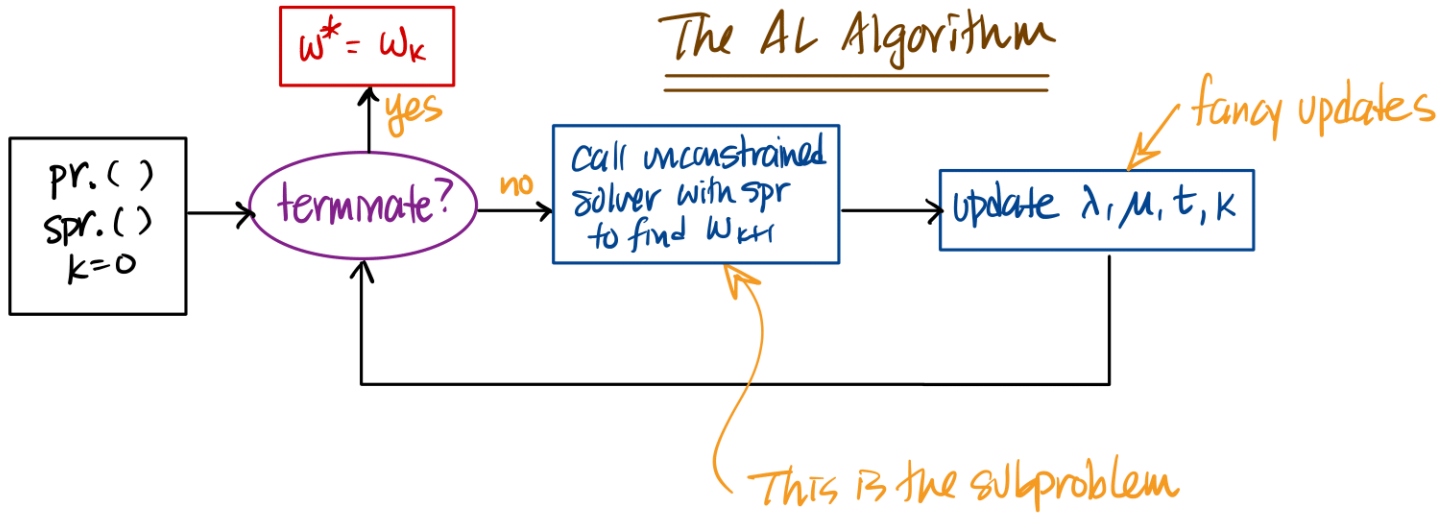 The AL Algorithm
w* = wk
yes
pr.( )
spr.( )
k=0
terminate?
no
Call unconstrained
solver with spr
to find Wk+1
fancy updates
update λ, μ, t, k
This is the subproblem